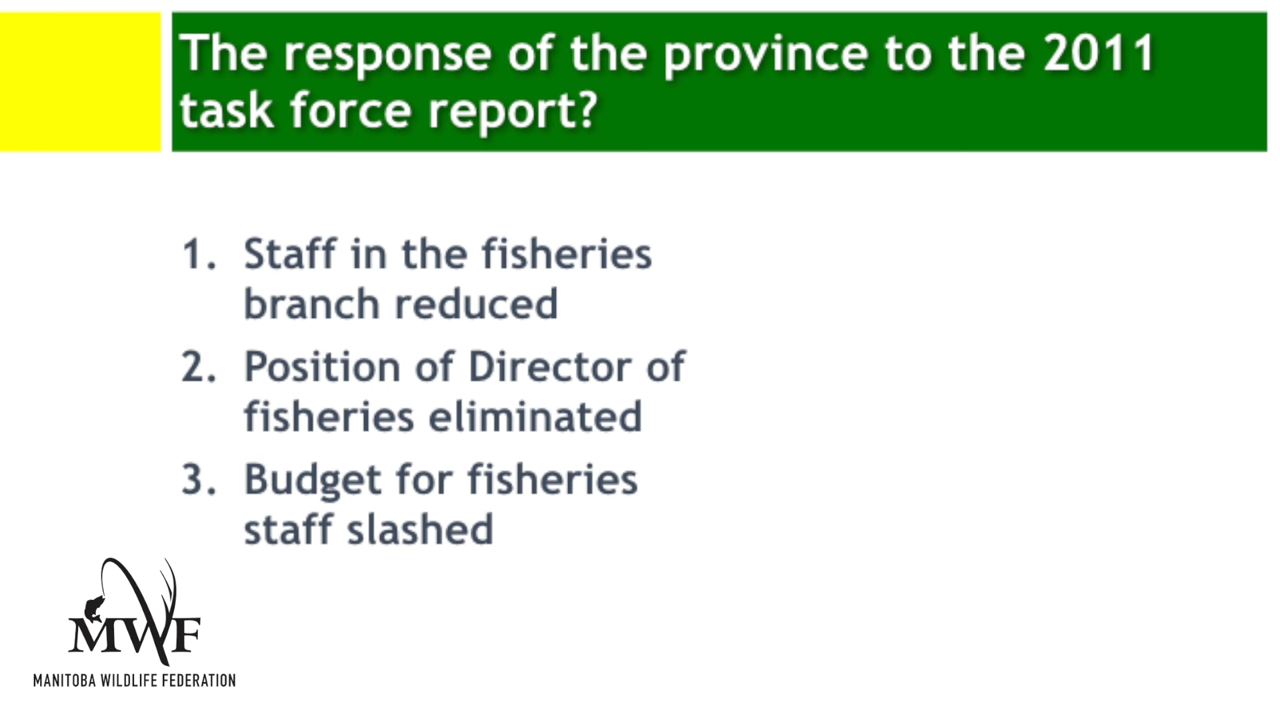 The response of the province to the 2011
task force report?
1. Staff in the fisheries
branch reduced
2. Position of Director of
fisheries eliminated
3. Budget for fisheries
staff slashed
MWF
MANITOBA WILDLIFE FEDERATION